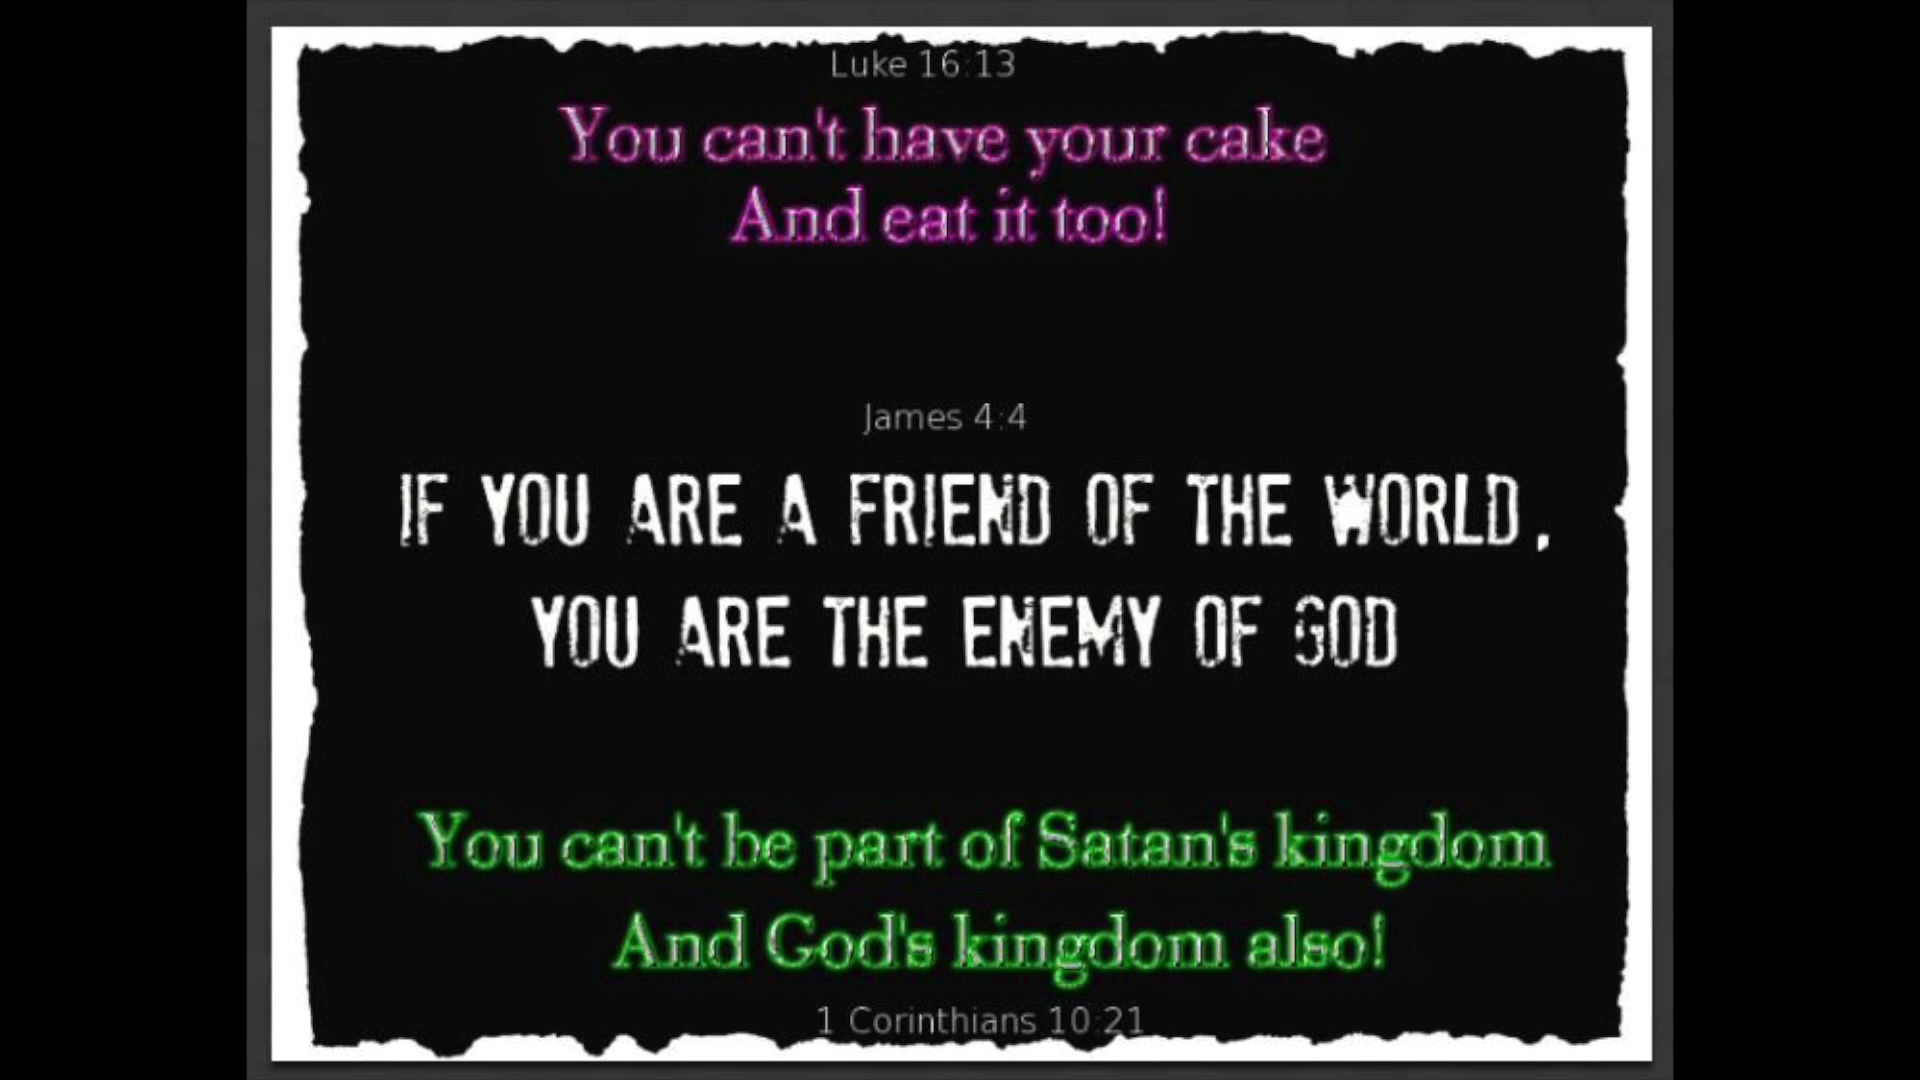 Luke 16:13
You can't have your cake
And eat it too!
James 4:4
IF YOU ARE A FRIEND OF THE WORLD,
YOU ARE THE ENEMY OF GOD
You can't be part of Satan's kingdom
And God's kingdom also!
1 Corinthians 10:21